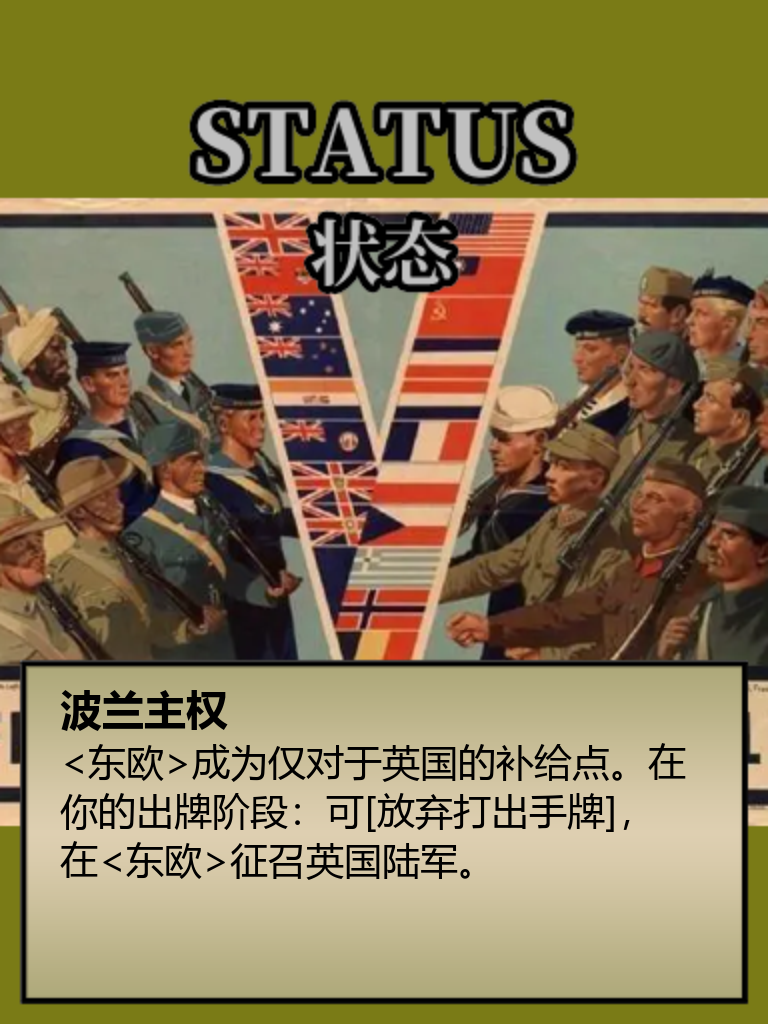 STATUS
状态
波兰主权
<东欧>成为仅对于英国的补给点。在
你的出牌阶段：可[放弃打出手牌]，
在<东欧>征召英国陆军。